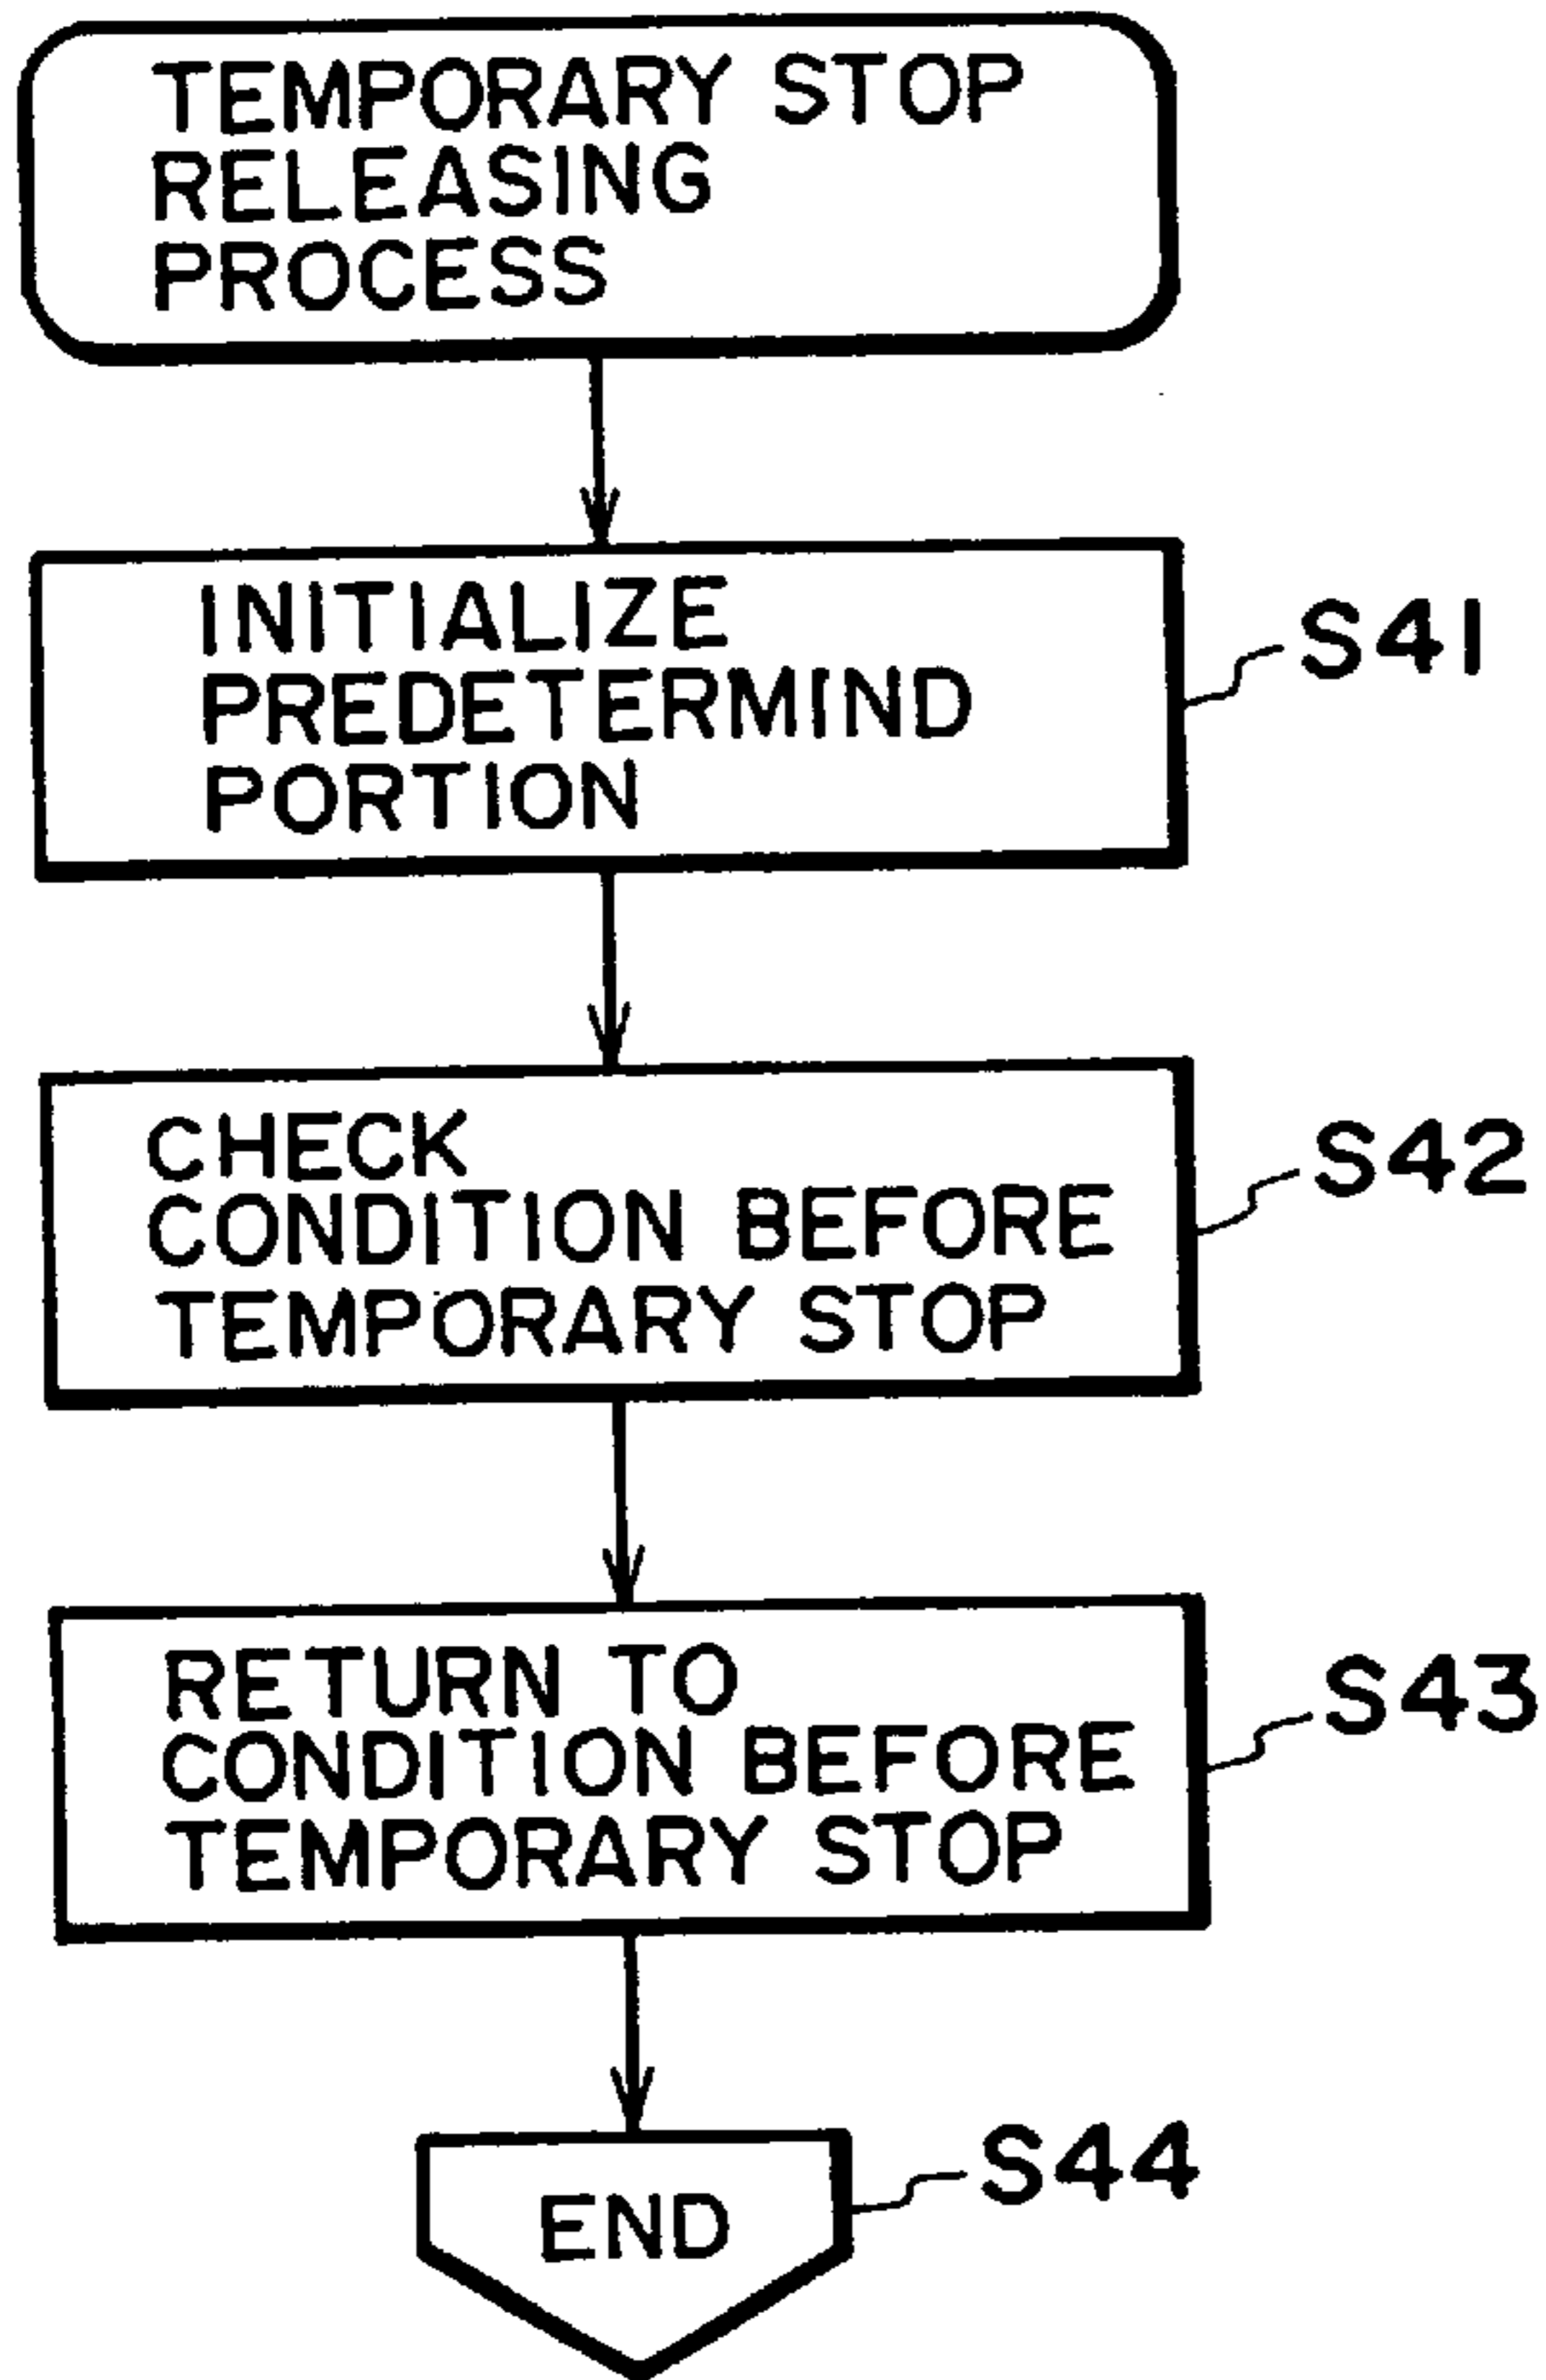 TEMPORARY STOP
RELEASING
PROCESS
INITIALIZE
PREDETERMIND
PORTION
S41
CHECK
CONDITION BEFORE
TEMPORARY STOP
S42
RETURN TO
CONDITION BEFORE
TEMPORARY STOP
S43
END
S44